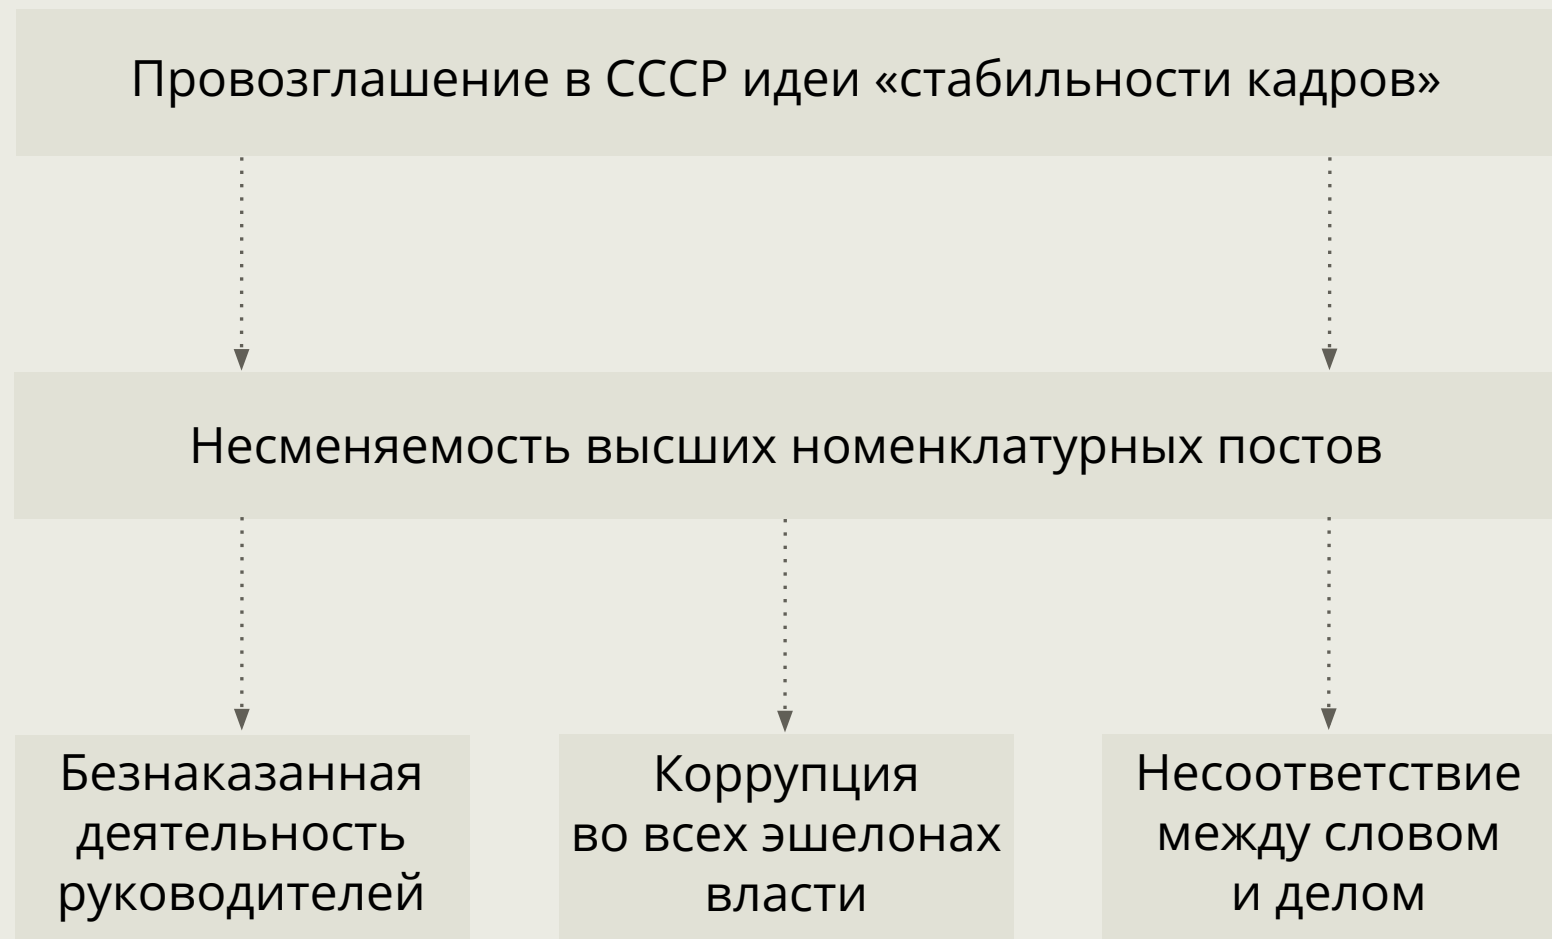 Провозглашение в СССР идеи «стабильности кадров»
Несменяемость высших номенклатурных постов
Безнаказанная
деятельность
руководителей
Коррупция
во всех эшелонах
власти
Несоответствие
между словом
и делом